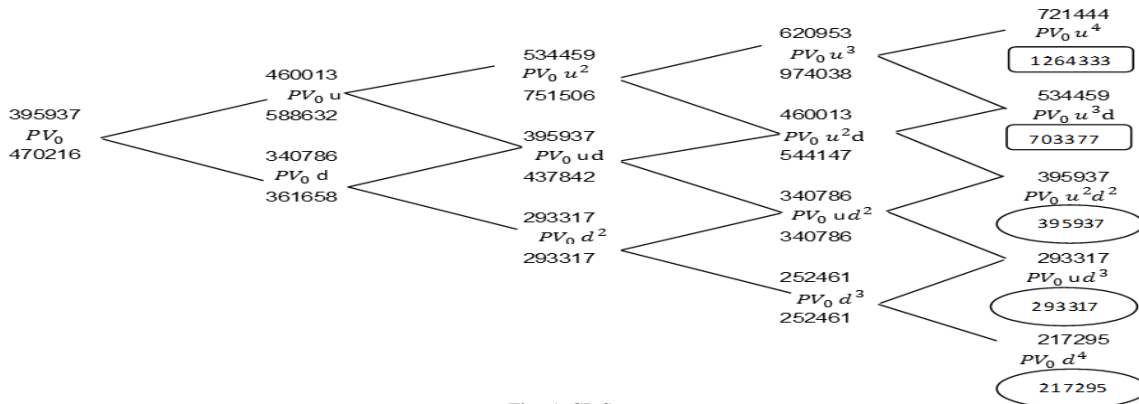 395937
PV₀
470216
460013
PV₀ u
588632
340786
PV₀ d
361658
534459
PV₀ u²
751506
395937
PV₀ ud
437842
293317
PV₀ d²
293317
620953
PV₀ u³
974038
460013
PV₀ u²d
544147
340786
PV₀ ud²
340786
252461
PV₀ d³
252461
721444
PV₀ u⁴
1264333
534459
PV₀ u³d
703377
395937
PV₀ u²d²
395937
293317
PV₀ ud³
293317
217295
PV₀ d⁴
217295